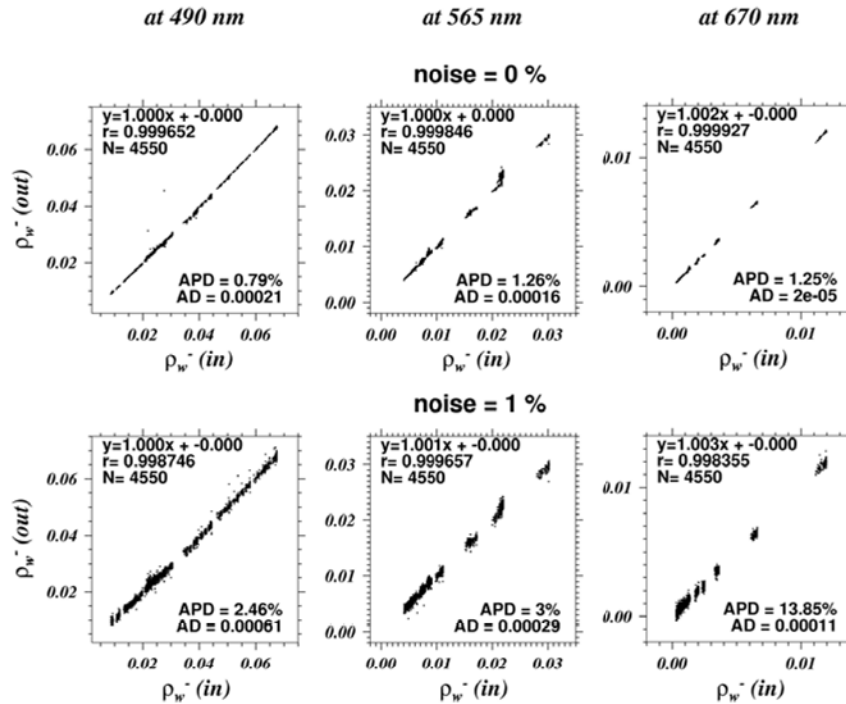 at 490 nm at 565 nm at 670 nm
noise = 0 %
y=1.000x + -0.000
r= 0.999652
N= 4550
APD = 0.79%
AD = 0.00021
0.06
0.04
0.02
0.02 0.04 0.06
ρw- (out)
ρw- (in)
y=1.000x + 0.000
r= 0.999846
N= 4550
APD = 1.26%
AD = 0.00016
0.03
0.02
0.01
0.00
0.00 0.01 0.02 0.03
ρw- (in)
y=1.002x + -0.000
r= 0.999927
N= 4550
APD = 1.25%
AD = 2e-05
0.01
0.00
0.00 0.01
ρw- (in)
noise = 1 %
y=1.000x + -0.000
r= 0.998746
N= 4550
APD = 2.46%
AD = 0.00061
0.06
0.04
0.02
0.02 0.04 0.06
ρw- (out)
ρw- (in)
y=1.001x + -0.000
r= 0.999657
N= 4550
APD = 3%
AD = 0.00029
0.03
0.02
0.01
0.00
0.00 0.01 0.02 0.03
ρw- (in)
y=1.003x + -0.000
r= 0.998355
N= 4550
APD = 13.85%
AD = 0.00011
0.01
0.00
0.00 0.01
ρw- (in)